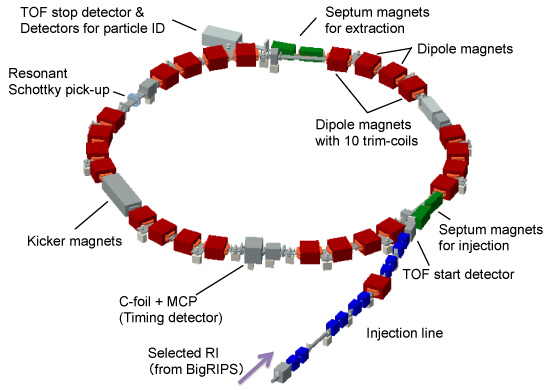 TOF stop detector &
Detectors for particle ID
Septum magnets
for extraction
Dipole magnets
Resonant
Schottky pick-up
Dipole magnets
with 10 trim-coils
Kicker magnets
Septum magnets
for injection
TOF start detector
C-foil + MCP
(Timing detector)
Injection line
Selected RI
(from BigRIPS)